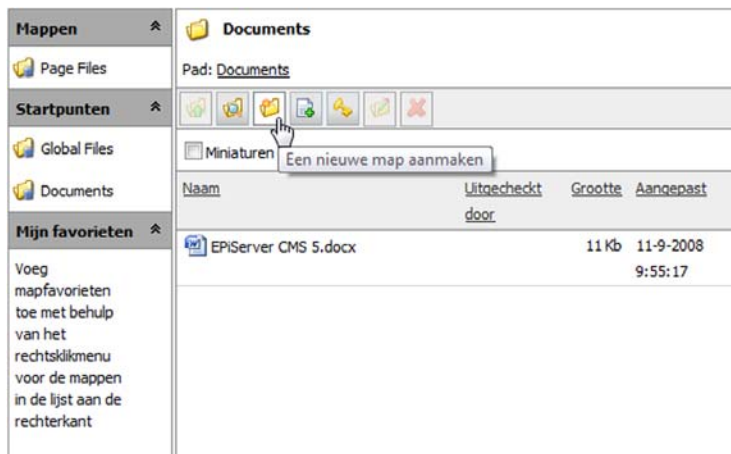 Mappen
Page Files
Startpunten
Global Files
Documents
Mijn favorieten
Voeg
mapfavorieten
toe met behulp
van het
rechtsklikmenu
voor de mappen
in de lijst aan de
rechterkant
Documents
Pad: Documents
Miniaturen
Een nieuwe map aanmaken
Naam Uitgecheckt Grootte Aangepast
door
EPiServer CMS 5.docx 11 Kb 11-9-2008
9:55:17